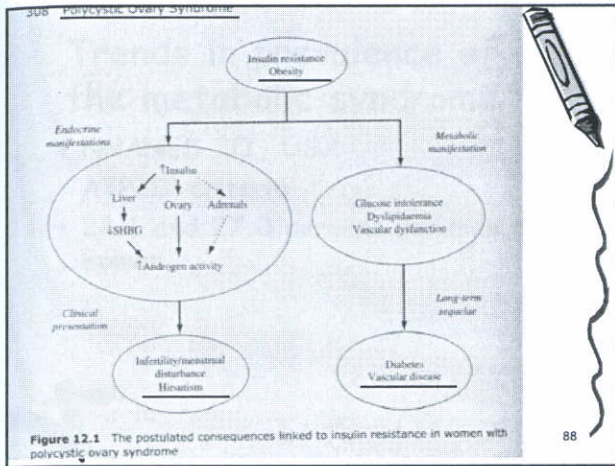 308 Polycystic Ovary Syndrome
Insulin resistance
Obesity
Endocrine
manifestations
Metabolic
manifestation
↑Insulin
Liver
Ovary
Adrenals
↓SHBG
↑Androgen activity
Glucose intolerance
Dyslipidaemia
Vascular dysfunction
Clinical
presentation
Long-term
sequelae
Infertility/menstrual
disturbance
Hirsutism
Diabetes
Vascular disease
Figure 12.1 The postulated consequences linked to insulin resistance in women with
polycystic ovary syndrome
88